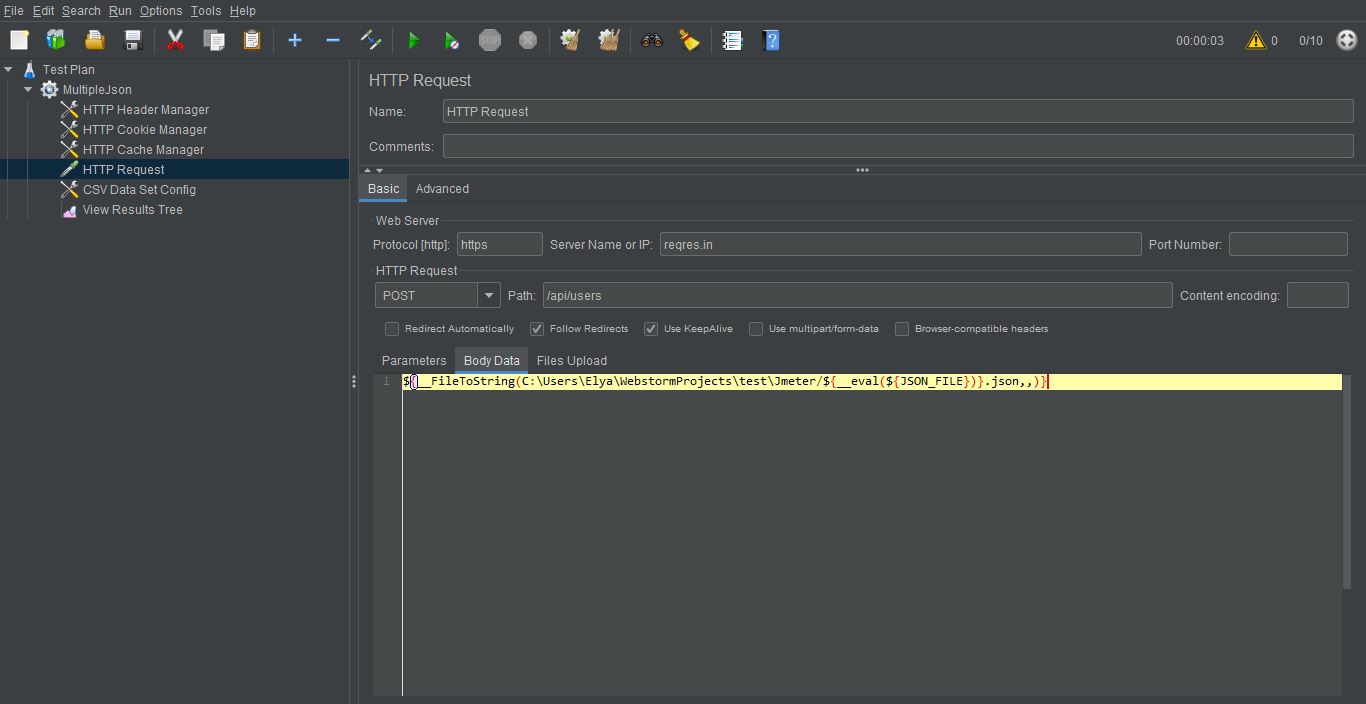 File Edit Search Run Options Tools Help
STOP 00:00:03 0 0/10
Test Plan
MultipleJson
HTTP Header Manager
HTTP Cookie Manager
HTTP Cache Manager
HTTP Request
CSV Data Set Config
View Results Tree
HTTP Request
Name: HTTP Request
Comments:
Basic Advanced
Web Server
Protocol [http]: https Server Name or IP: reqres.in Port Number:
HTTP Request
POST Path: /api/users Content encoding:
Redirect Automatically Follow Redirects Use KeepAlive Use multipart/form-data Browser-compatible headers
Parameters Body Data Files Upload
1 ${__FileToString(C:\Users\Elya\WebstormProjects\test\Jmeter/${__eval(${JSON_FILE})}.json,,)}